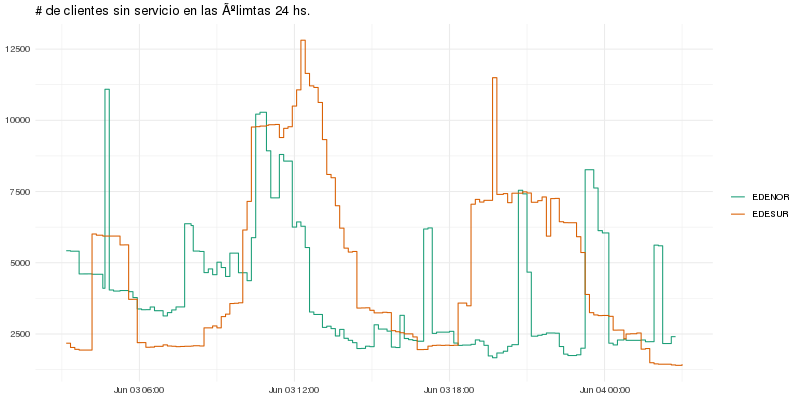 # de clientes sin servicio en las Ãºlimtas 24 hs.
12500
10000
7500
5000
2500
Jun 03 06:00
Jun 03 12:00
Jun 03 18:00
Jun 04 00:00
EDENOR
EDESUR